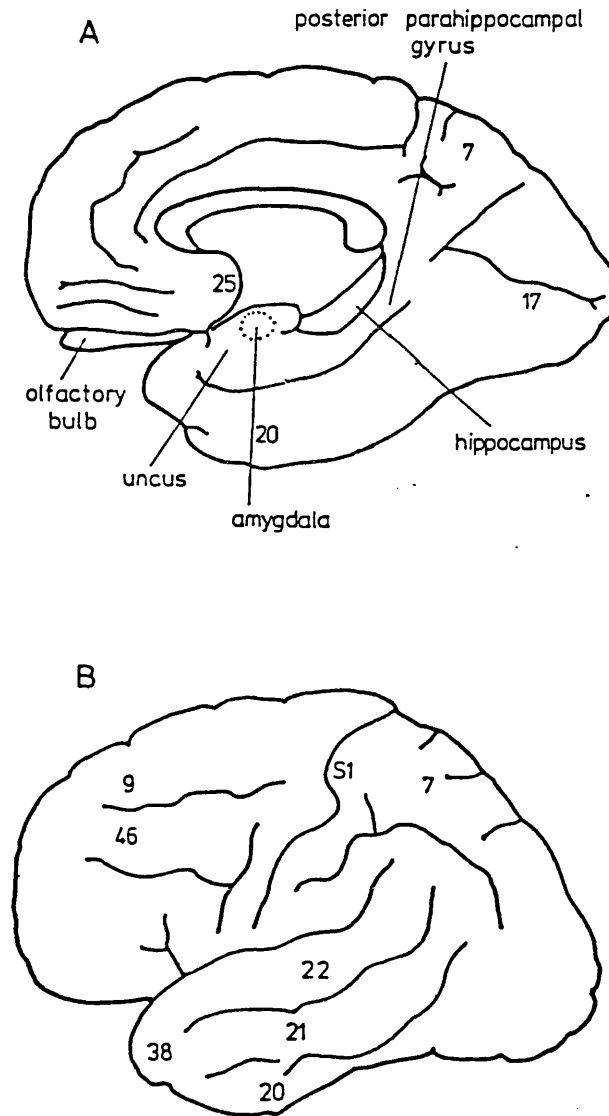 A
posterior parahippocampal
gyrus
7
25
17
olfactory
bulb
20
hippocampus
uncus
amygdala
B
9
S1
7
46
22
21
38
20